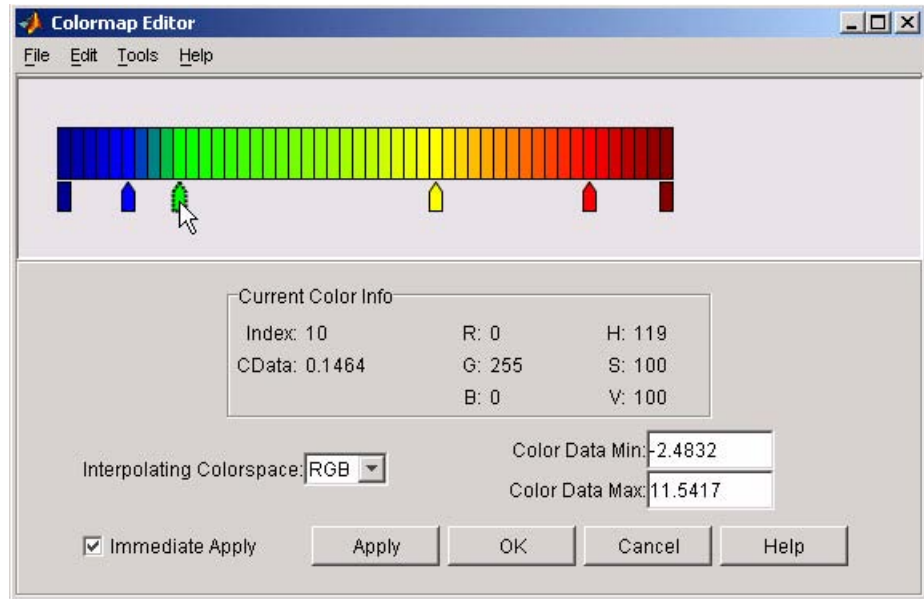 Colormap Editor
File Edit Tools Help
Current Color Info
Index: 10 R: 0 H: 119
CData: 0.1464 G: 255 S: 100
B: 0 V: 100
Interpolating Colorspace: RGB
Color Data Min: -2.4832
Color Data Max: 11.5417
Immediate Apply Apply OK Cancel Help